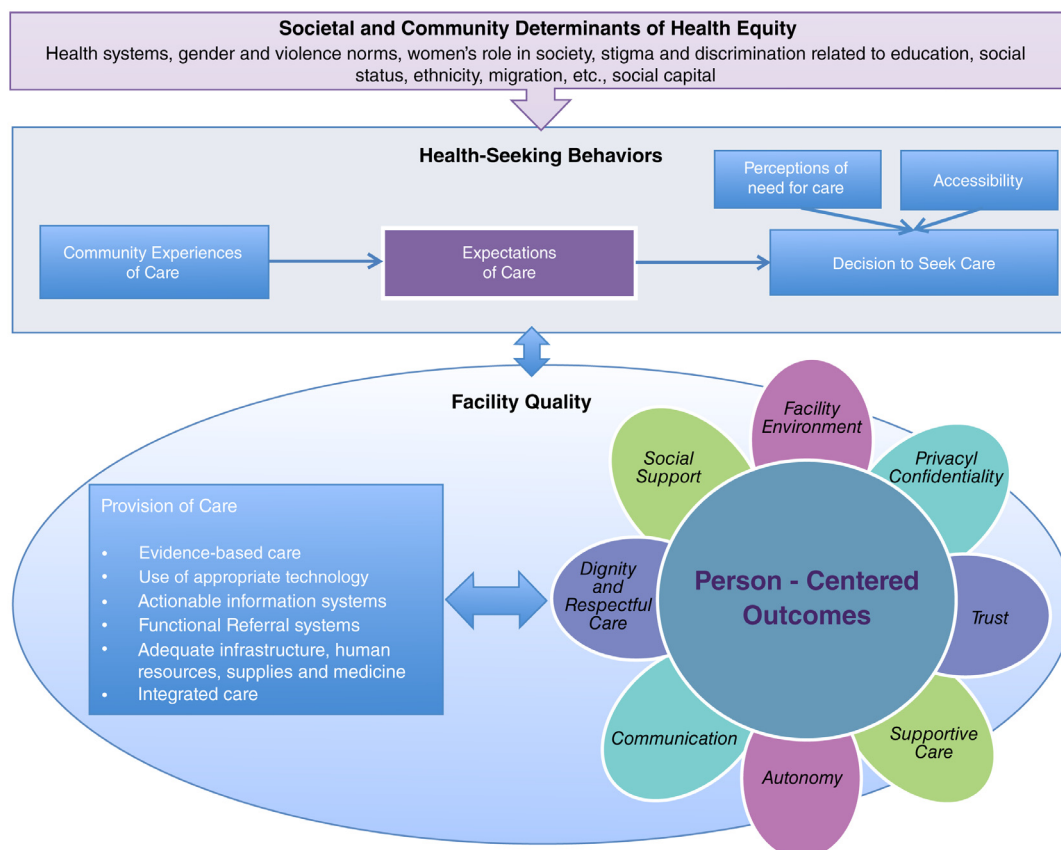 Societal and Community Determinants of Health Equity
Health systems, gender and violence norms, women's role in society, stigma and discrimination related to education, social
status, ethnicity, migration, etc., social capital
Health-Seeking Behaviors
Perceptions of
need for care
Accessibility
Community Experiences
of Care
Expectations
of Care
Decision to Seek Care
Facility Quality
Provision of Care
• Evidence-based care
• Use of appropriate technology
• Actionable information systems
• Functional Referral systems
• Adequate infrastructure, human
resources, supplies and medicine
• Integrated care
Facility
Environment
Social
Support
Privacyl
Confidentiality
Dignity
and
Respectful
Care
Person - Centered
Outcomes
Trust
Communication
Supportive
Care
Autonomy